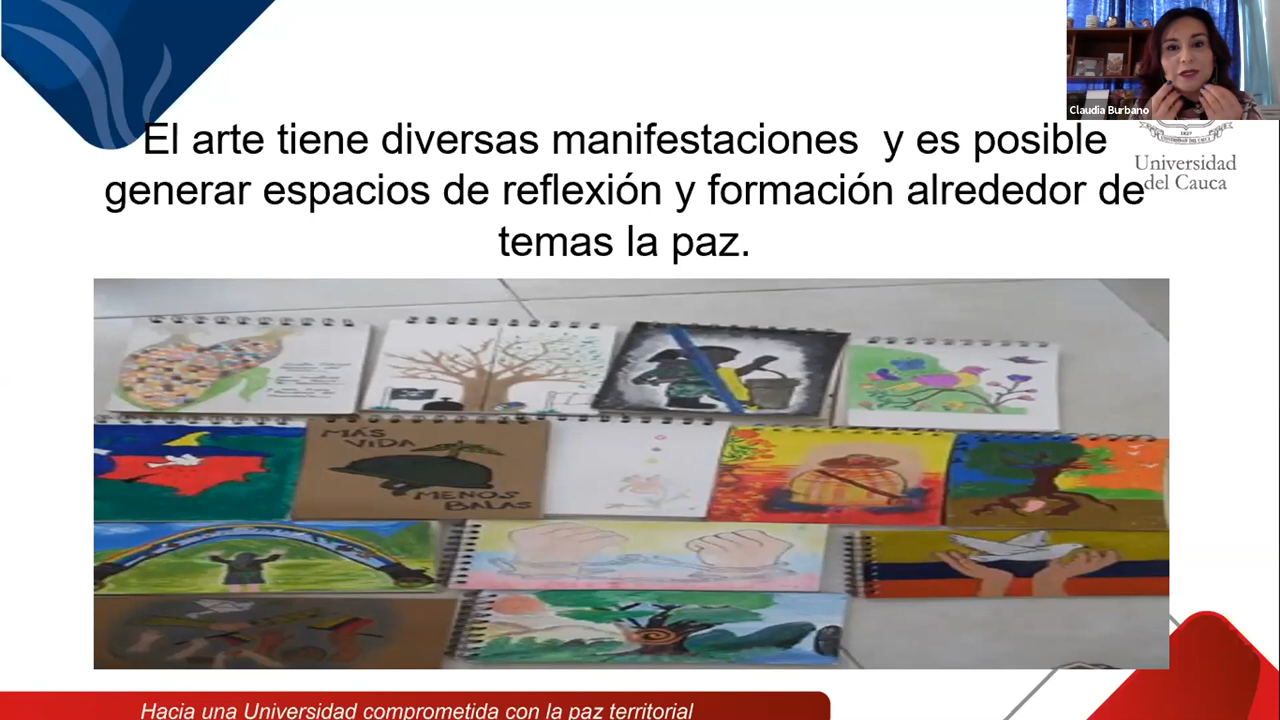 Claudia Burbano
1827
Universidad
del Cauca
El arte tiene diversas manifestaciones y es posible
generar espacios de reflexión y formación alrededor de
temas la paz.
MÁS
VIDA
MENOS
BALAS
Hacia una Universidad comprometida con la paz territorial